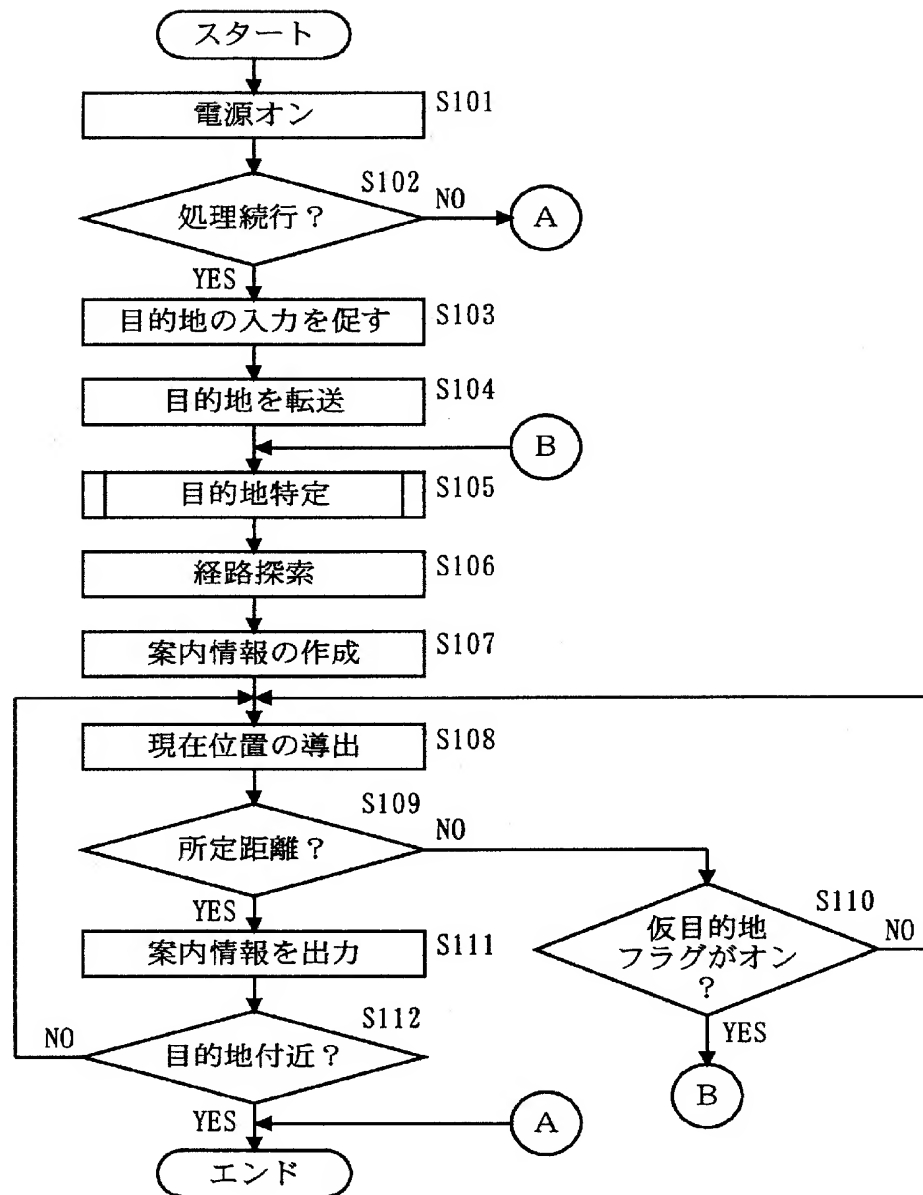 スタート
電源オン
S101
S102
処理続行?
NO
A
YES
目的地の入力を促す
S103
目的地を転送
S104
B
目的地特定
S105
経路探索
S106
案内情報の作成
S107
現在位置の導出
S108
S109
所定距離?
NO
YES
S110
仮目的地
フラグがオン
?
NO
YES
B
案内情報を出力
S111
S112
目的地付近?
NO
YES
A
エンド